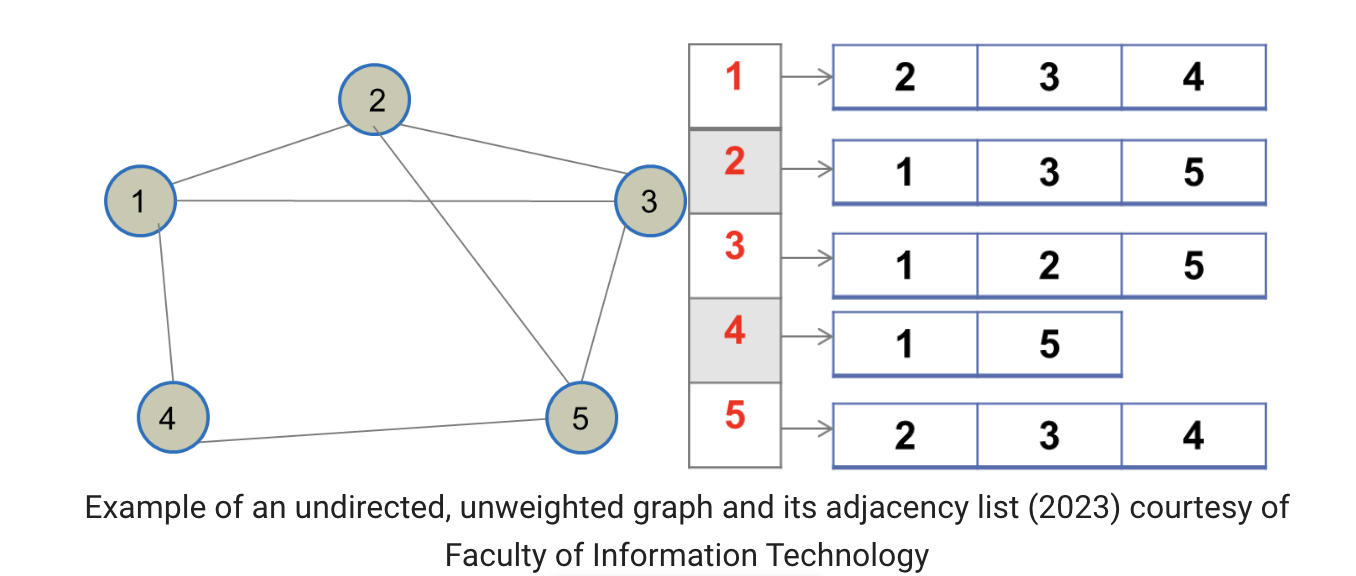 2
1
3
4
5
1 2 3 4
2 1 3 5
3 1 2 5
4 1 5
5 2 3 4
Example of an undirected, unweighted graph and its adjacency list (2023) courtesy of
Faculty of Information Technology